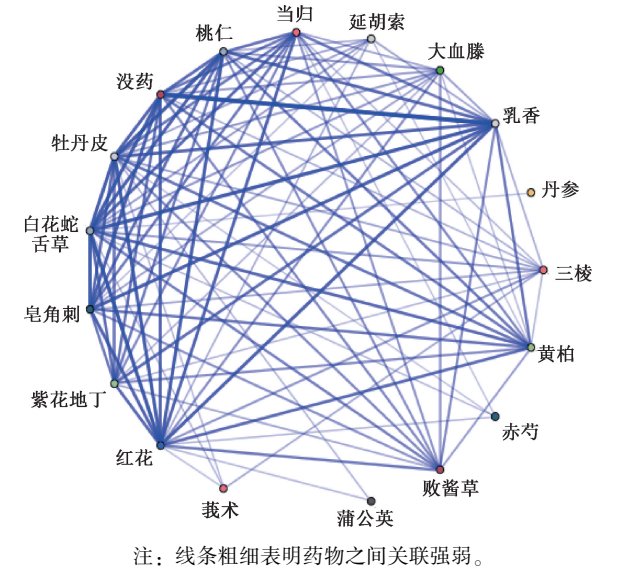 当归
延胡索
桃仁
大血滕
没药
乳香
牡丹皮
丹参
白花蛇
舌草
三棱
皂角刺
黄柏
紫花地丁
赤芍
红花
败酱草
莪术
蒲公英
注：线条粗细表明药物之间关联强弱。